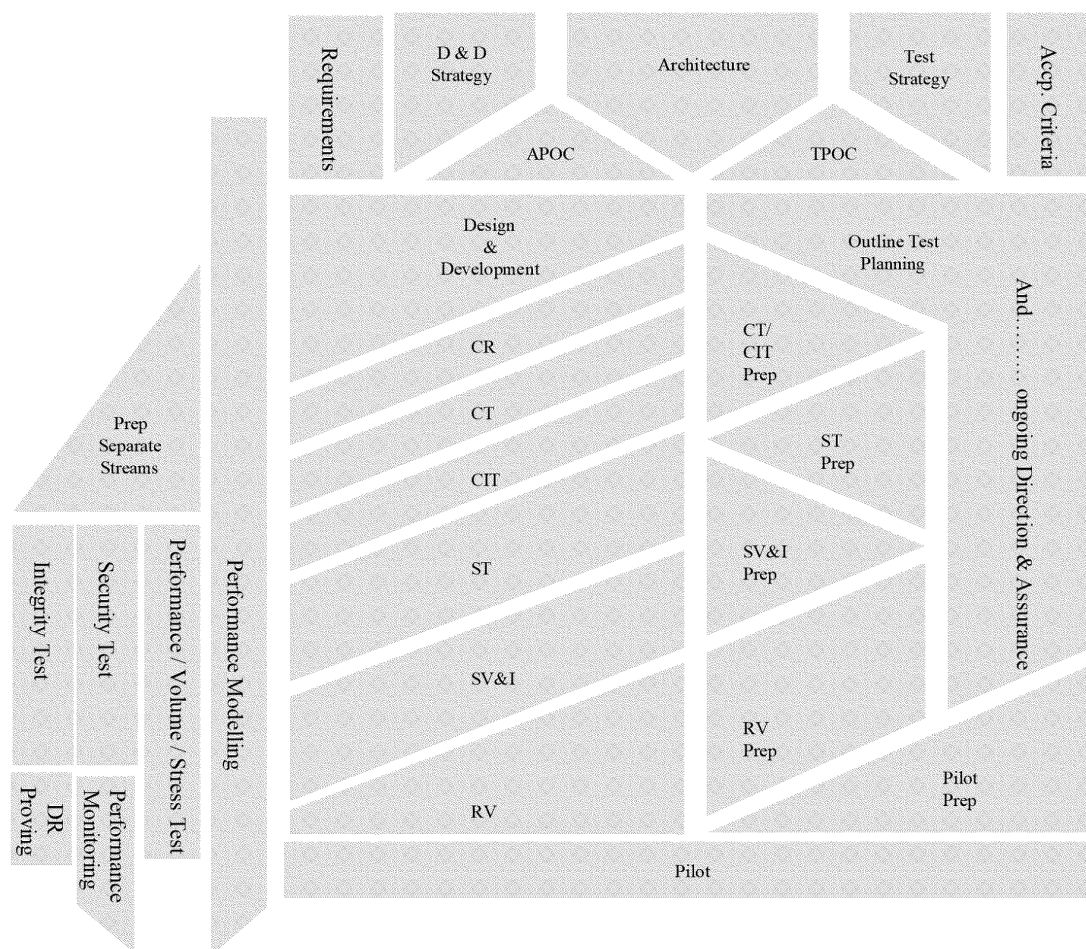 Requirements
D & D
Strategy
Architecture
Test
Strategy
Accp. Criteria
APOC
TPOC
Design
&
Development
Outline Test
Planning
And......... ongoing Direction & Assurance
CR
CT/
CIT
Prep
CT
Prep
Separate
Streams
ST
Prep
CIT
Integrity Test
Security Test
Performance / Volume / Stress Test
Performance Modelling
ST
SV&I
Prep
SV&I
RV
Prep
DR
Proving
Performance
Monitoring
RV
Pilot
Prep
Pilot